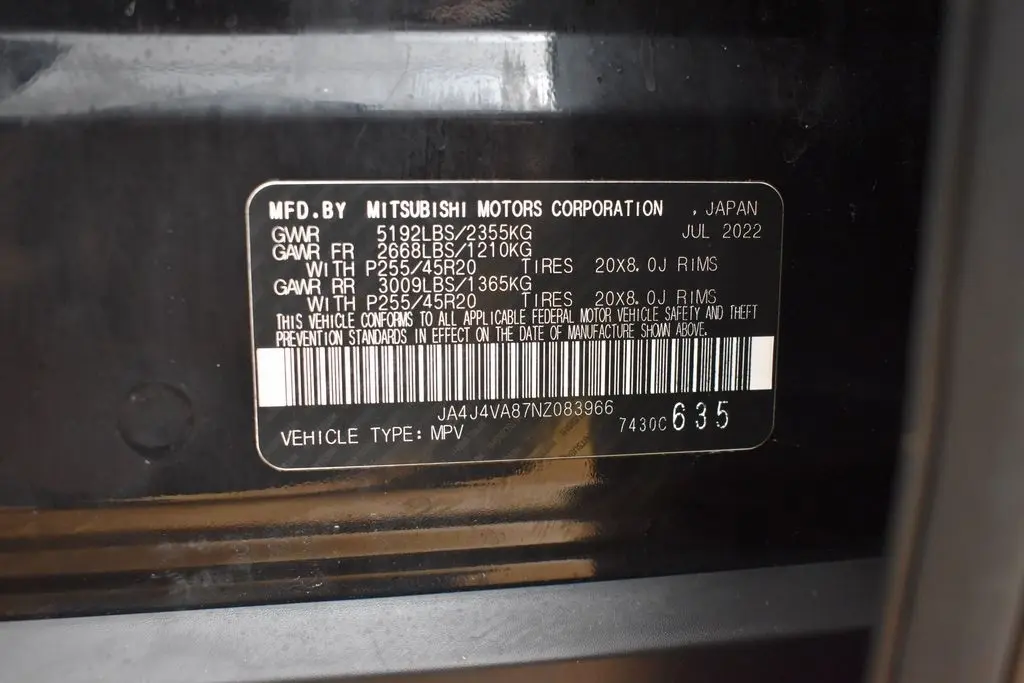 MFD.BY MITSUBISHI MOTORS CORPORATION , JAPAN
GVWR 5192LBS/2355KG JUL 2022
GAWR FR 2668LBS/1210KG
WITH P255/45R20 TIRES 20X8.0J RIMS
GAWR RR 3009LBS/1365KG
WITH P255/45R20 TIRES 20X8.0J RIMS
THIS VEHICLE CONFORMS TO ALL APPLICABLE FEDERAL MOTOR VEHICLE SAFETY AND THEFT
PREVENTION STANDARDS IN EFFECT ON THE DATE OF MANUFACTURE SHOWN ABOVE.
JA4J4VA87NZ083966
VEHICLE TYPE: MPV 7430C 635